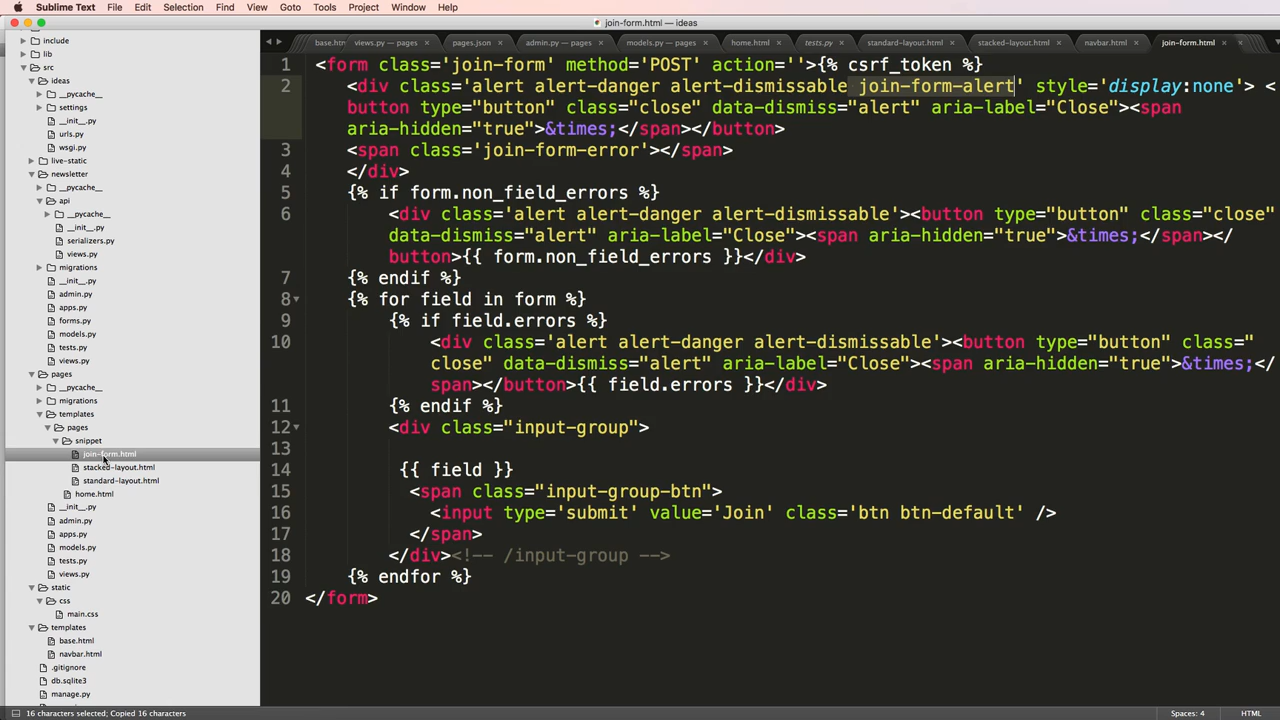 Sublime Text File Edit Selection Find View Goto Tools Project Window Help
join-form.html — ideas
base.htm views.py — pages pages.json admin.py — pages models.py — pages home.html tests.py standard-layout.html stacked-layout.html navbar.html join-form.html
include
lib
src
ideas
__pycache__
settings
__init__.py
urls.py
wsgi.py
live-static
newsletter
__pycache__
api
__pycache__
__init__.py
serializers.py
views.py
migrations
__init__.py
admin.py
apps.py
forms.py
models.py
tests.py
views.py
pages
__pycache__
migrations
templates
pages
snippet
join-form.html
stacked-layout.html
standard-layout.html
home.html
__init__.py
admin.py
apps.py
models.py
tests.py
views.py
static
css
main.css
templates
base.html
navbar.html
.gitignore
db.sqlite3
manage.py
1 <form class='join-form' method='POST' action=''>{% csrf_token %}
2 <div class='alert alert-danger alert-dismissable join-form-alert' style='display:none'> <
button type="button" class="close" data-dismiss="alert" aria-label="Close"><span
aria-hidden="true">&times;</span></button>
3 <span class='join-form-error'></span>
4 </div>
5 {% if form.non_field_errors %}
6 <div class='alert alert-danger alert-dismissable'><button type="button" class="close"
data-dismiss="alert" aria-label="Close"><span aria-hidden="true">&times;</span></
button>{{ form.non_field_errors }}</div>
7 {% endif %}
8 {% for field in form %}
9 {% if field.errors %}
10 <div class='alert alert-danger alert-dismissable'><button type="button" class="
close" data-dismiss="alert" aria-label="Close"><span aria-hidden="true">&times;</
span></button>{{ field.errors }}</div>
11 {% endif %}
12 <div class="input-group">
13
14 {{ field }}
15 <span class="input-group-btn">
16 <input type='submit' value='Join' class='btn btn-default' />
17 </span>
18 </div><!-- /input-group -->
19 {% endfor %}
20 </form>
16 characters selected; Copied 16 characters Spaces: 4 HTML